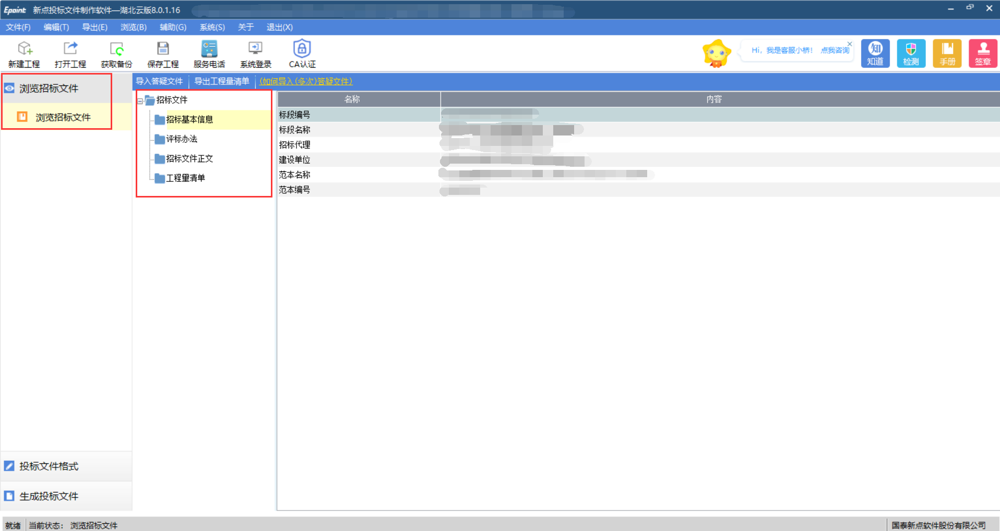 Epoint 新点投标文件制作软件—湖北云版8.0.1.16
文件(F) 编辑(T) 导出(E) 浏览(B) 辅助(G) 系统(S) 关于 退出(X)
新建工程 打开工程 获取备份 保存工程 服务电话 系统登录 CA认证
Hi，我是客服小桥！ 点我咨询
知 知道 检测 手册 签章
浏览招标文件
浏览招标文件
导入答疑文件 导出工程量清单 (如何导入(多次)答疑文件)
招标文件
招标基本信息
评标办法
招标文件正文
工程量清单
名称 内容
标段编号
标段名称
招标代理
建设单位
范本名称
范本编号
投标文件格式
生成投标文件
就绪 当前状态： 浏览招标文件 国泰新点软件股份有限公司